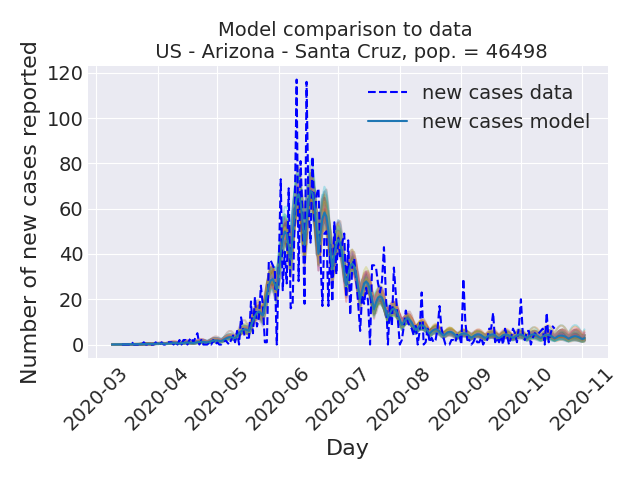 Model comparison to data
US - Arizona - Santa Cruz, pop. = 46498
Number of new cases reported
120
100
80
60
40
20
0
new cases data
new cases model
2020-03
2020-04
2020-05
2020-06
2020-07
2020-08
2020-09
2020-10
2020-11
Day